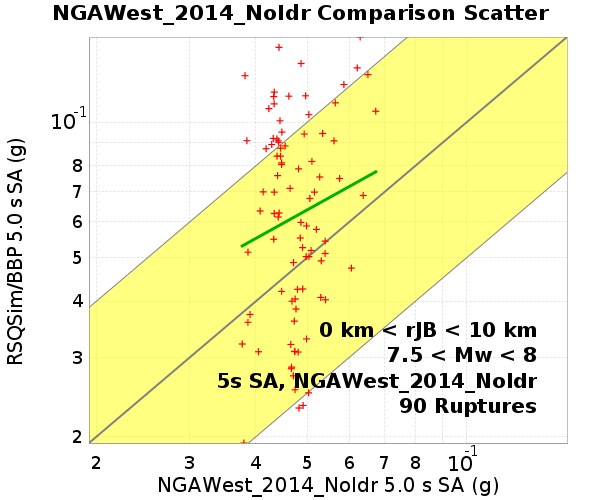 NGAWest_2014_NoIdr Comparison Scatter
RSQSim/BBP 5.0 s SA (g)
10-1
8
7
6
5
4
3
2
0 km < rJB < 10 km
7.5 < Mw < 8
5s SA, NGAWest_2014_NoIdr
90 Ruptures
2 3 4 5 6 7 8 10-1
NGAWest_2014_NoIdr 5.0 s SA (g)